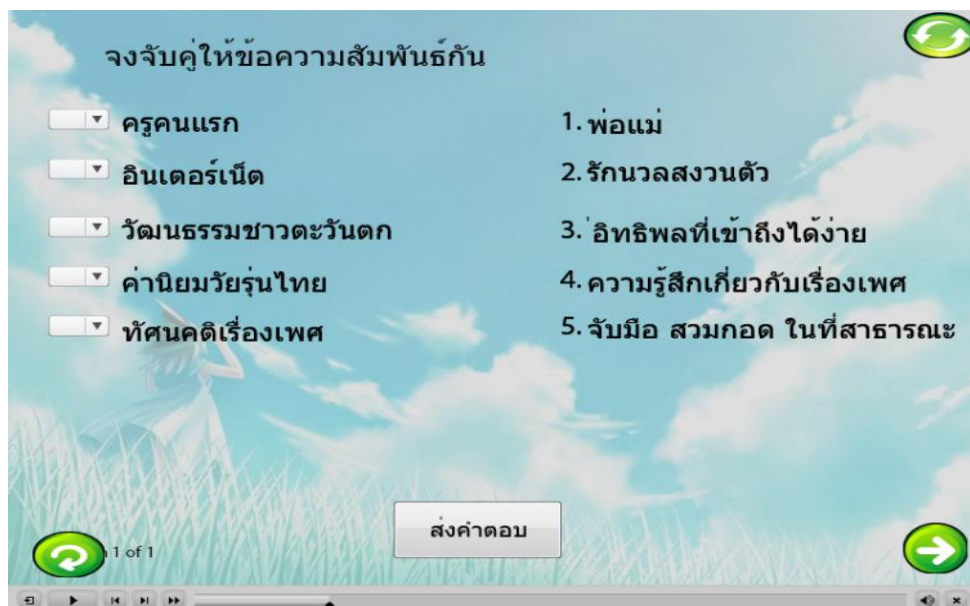 จงจับคู่ให้ข้อความสัมพันธ์กัน
ครูคนแรก
อินเตอร์เน็ต
วัฒนธรรมชาวตะวันตก
ค่านิยมวัยรุ่นไทย
ทัศนคติเรื่องเพศ
1. พ่อแม่
2. รักนวลสงวนตัว
3. ่อิทธิพลที่เข้าถึงได้ง่าย
4. ความรู้สึกเกี่ยวกับเรื่องเพศ
5. จับมือ สวมกอด ในที่สาธารณะ
ส่งคำตอบ
1 of 1